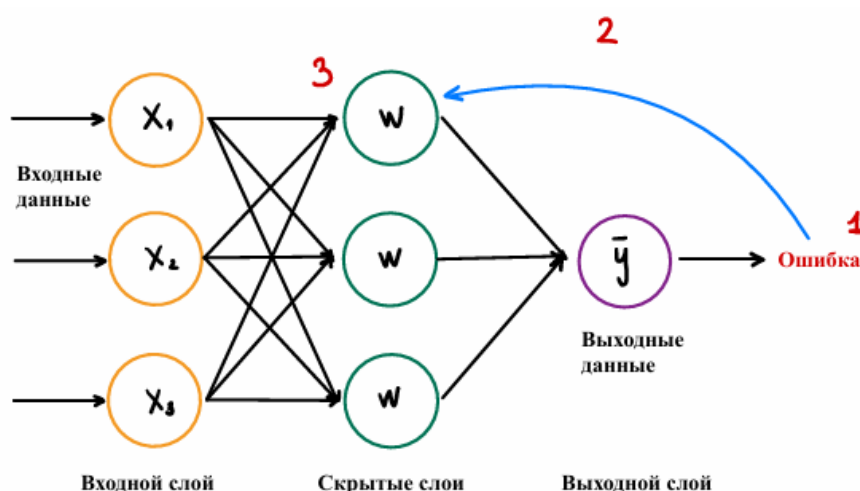 2
3
X₁
W
1
Входные
данные
X₂
W
ȳ
Ошибка
Выходные
данные
X₃
W
Входной слой
Скрытые слои
Выходной слой